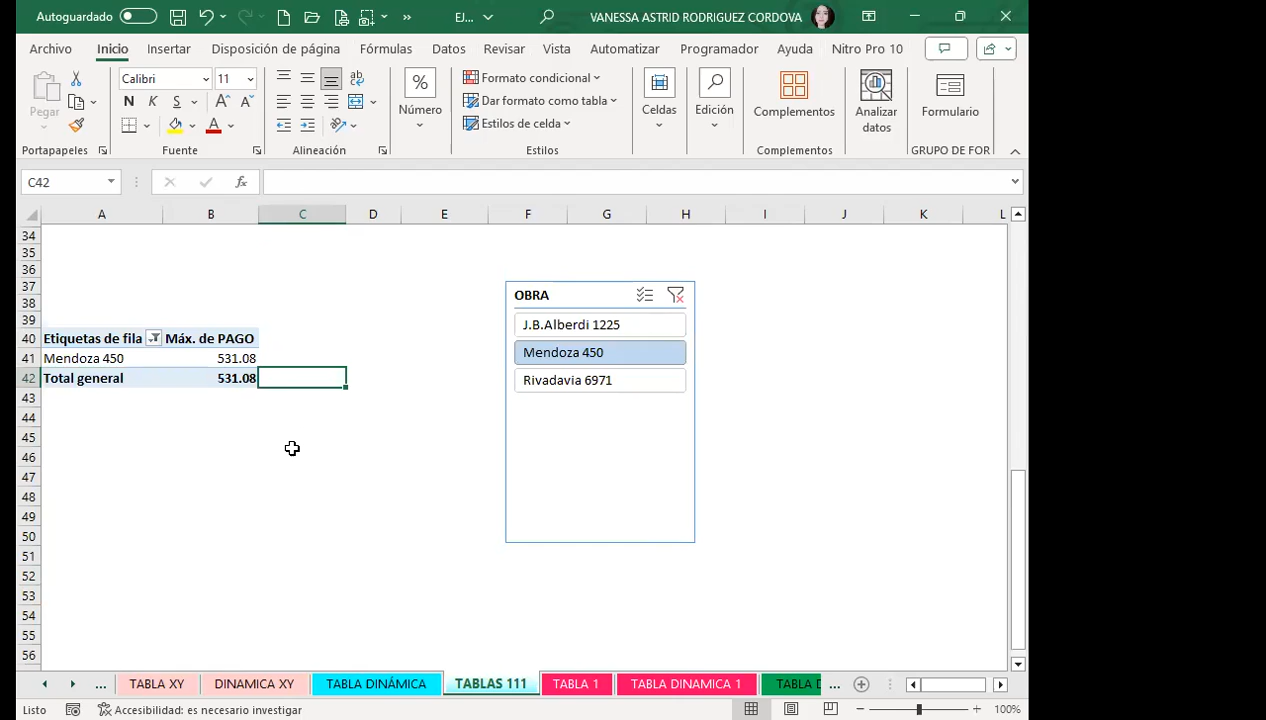 Autoguardado EJ... VANESSA ASTRID RODRIGUEZ CORDOVA
Archivo Inicio Insertar Disposición de página Fórmulas Datos Revisar Vista Automatizar Programador Ayuda Nitro Pro 10
Pegar
Portapapeles
Calibri 11
N K S A A
A
Fuente
Alineación
% Número
Formato condicional
Dar formato como tabla
Estilos de celda
Estilos
Celdas
Edición
Complementos
Complementos
Analizar datos
Formulario
GRUPO DE FOR
C42 fx
A B C D E F G H I J K L
34
35
36
37
38
39
40 Etiquetas de fila Máx. de PAGO
41 Mendoza 450 531.08
42 Total general 531.08
43
44
45
46
47
48
49
50
51
52
53
54
55
56
OBRA
J.B.Alberdi 1225
Mendoza 450
Rivadavia 6971
... TABLA XY DINAMICA XY TABLA DINÁMICA TABLAS 111 TABLA 1 TABLA DINAMICA 1 TABLA D ...
Listo Accesibilidad: es necesario investigar 100%